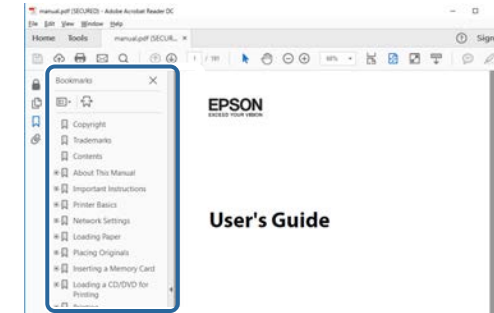 manual.pdf (SECURED) - Adobe Acrobat Reader DC
File Edit View Window Help
Home Tools manual.pdf (SECUR... × Sign
Bookmarks
EPSON
EXCEED YOUR VISION
Copyright
Trademarks
Contents
About This Manual
Important Instructions
Printer Basics
Network Settings
Loading Paper
Placing Originals
Inserting a Memory Card
Loading a CD/DVD for
Printing
User's Guide